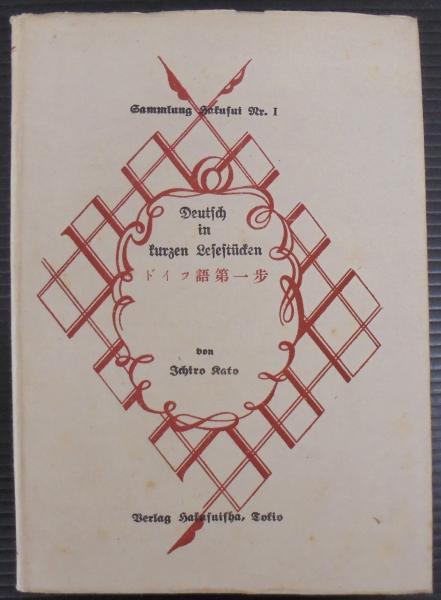 Sammlung Hakusui Nr. I
Deutsch
in
kurzen Lesestücken
ドイツ語第一歩
von
Ichiro Kato
Verlag Hakusuisha, Tokio